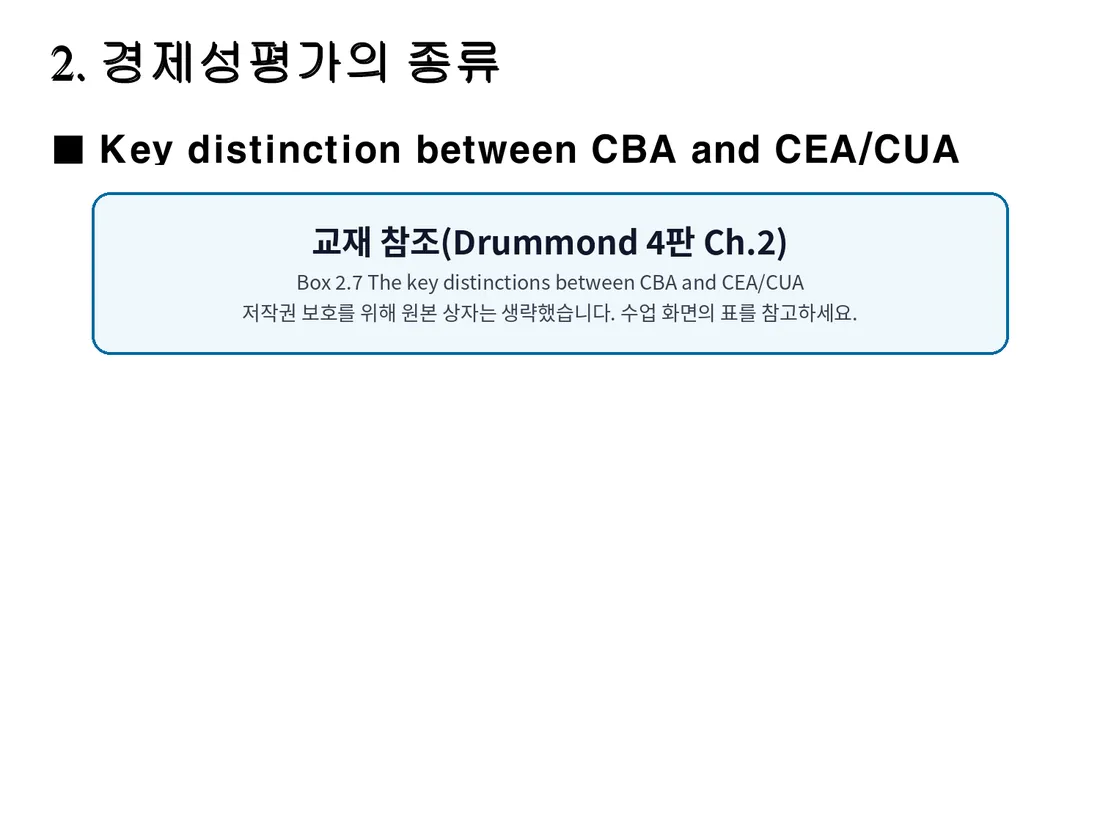 2. 경제성평가의 종류
■ Key distinction between CBA and CEA/CUA
교재 참조(Drummond 4판 Ch.2)
Box 2.7 The key distinctions between CBA and CEA/CUA
저작권 보호를 위해 원본 상자는 생략했습니다. 수업 화면의 표를 참고하세요.